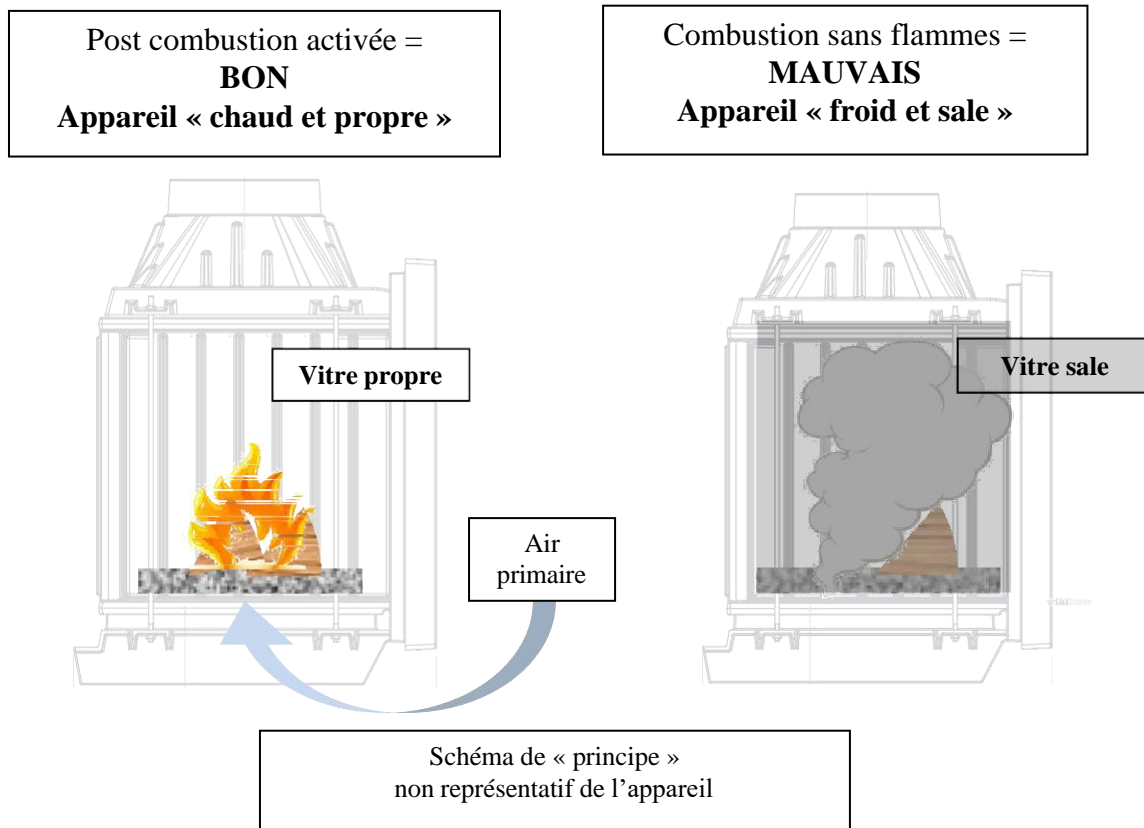 Post combustion activée =
BON
Appareil « chaud et propre »
Combustion sans flammes =
MAUVAIS
Appareil « froid et sale »
Vitre propre
Vitre sale
Air
primaire
wikiHow
Schéma de « principe »
non représentatif de l'appareil